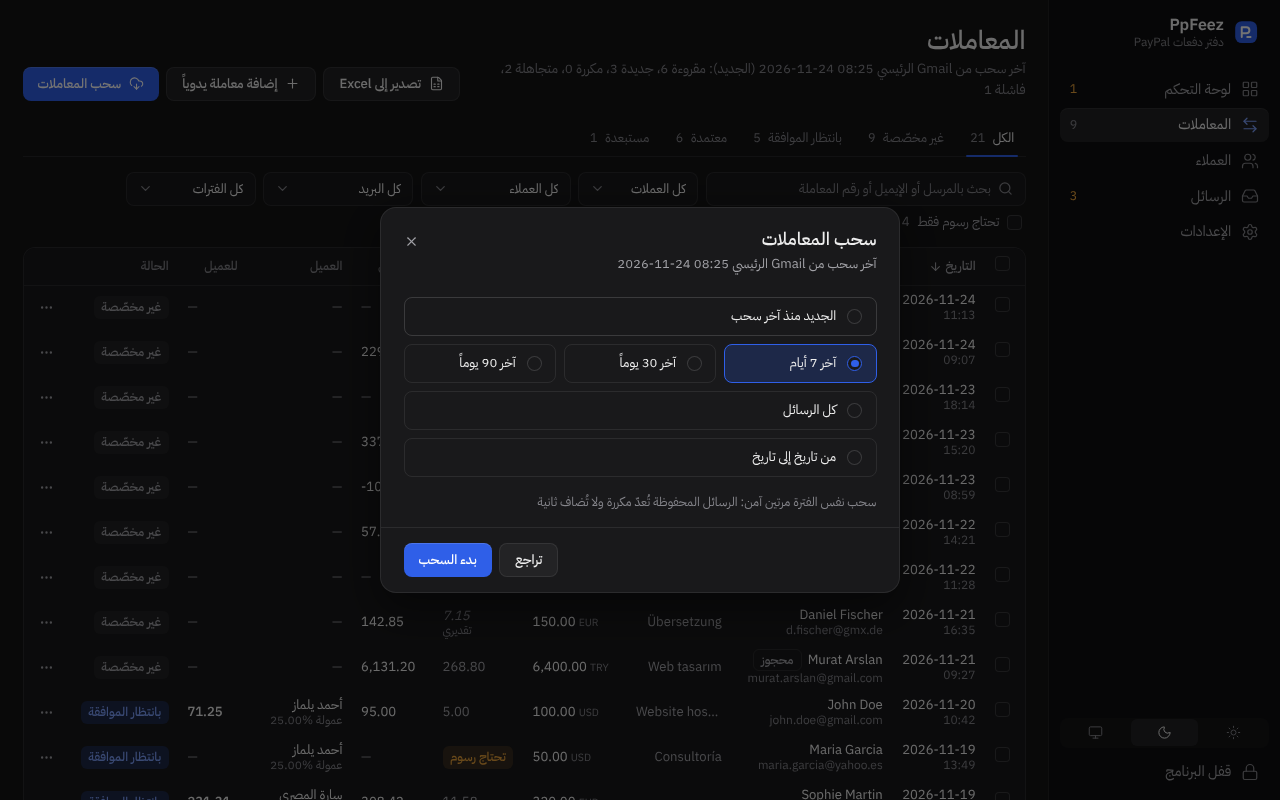 PpFeez
دفتر دفعات PayPal
لوحة التحكم 1
المعاملات 9
العملاء
الرسائل 3
الإعدادات
قفل البرنامج
المعاملات
آخر سحب من Gmail الرئيسي 08:25 24-11-2026 (الجديد): مقروءة 6، جديدة 3، مكررة 0، متجاهلة 2،
فاشلة 1
تصدير إلى Excel
إضافة معاملة يدوياً
سحب المعاملات
الكل 21
غير مخصّصة 9
بانتظار الموافقة 5
معتمدة 6
مستبعدة 1
بحث بالمرسل أو الإيميل أو رقم المعاملة
كل العملات
كل العملاء
كل البريد
كل الفترات
تحتاج رسوم فقط 4
التاريخ
العميل
للعميل
الحالة
سحب المعاملات
آخر سحب من Gmail الرئيسي 08:25 24-11-2026
الجديد منذ آخر سحب
آخر 7 أيام
آخر 30 يوماً
آخر 90 يوماً
كل الرسائل
من تاريخ إلى تاريخ
سحب نفس الفترة مرتين آمن: الرسائل المحفوظة تُعدّ مكررة ولا تُضاف ثانية
تراجع
بدء السحب
2026-11-24 — — — غير مخصّصة
11:13
2026-11-24 — — غير مخصّصة
09:07
2026-11-23 — — — غير مخصّصة
18:14
2026-11-23 — — غير مخصّصة
15:20
2026-11-23 — — غير مخصّصة
08:59
2026-11-22 — — غير مخصّصة
14:21
2026-11-22 — — — غير مخصّصة
11:28
2026-11-21 Daniel Fischer Übersetzung 150.00 EUR 7.15 142.85 — — غير مخصّصة
16:35 d.fischer@gmx.de تقديري
2026-11-21 Murat Arslan محجوز Web tasarım 6,400.00 TRY 268.80 6,131.20 — — غير مخصّصة
09:27 murat.arslan@gmail.com
2026-11-20 John Doe Website hos... 100.00 USD 5.00 95.00 أحمد يلماز 71.25 بانتظار الموافقة
10:42 john.doe@gmail.com عمولة 25.00%
2026-11-19 Maria Garcia Consultoría 50.00 USD تحتاج رسوم — أحمد يلماز — بانتظار الموافقة
13:49 maria.garcia@yahoo.es عمولة 25.00%
2026-11-19 Sophie Martin سارة المصري